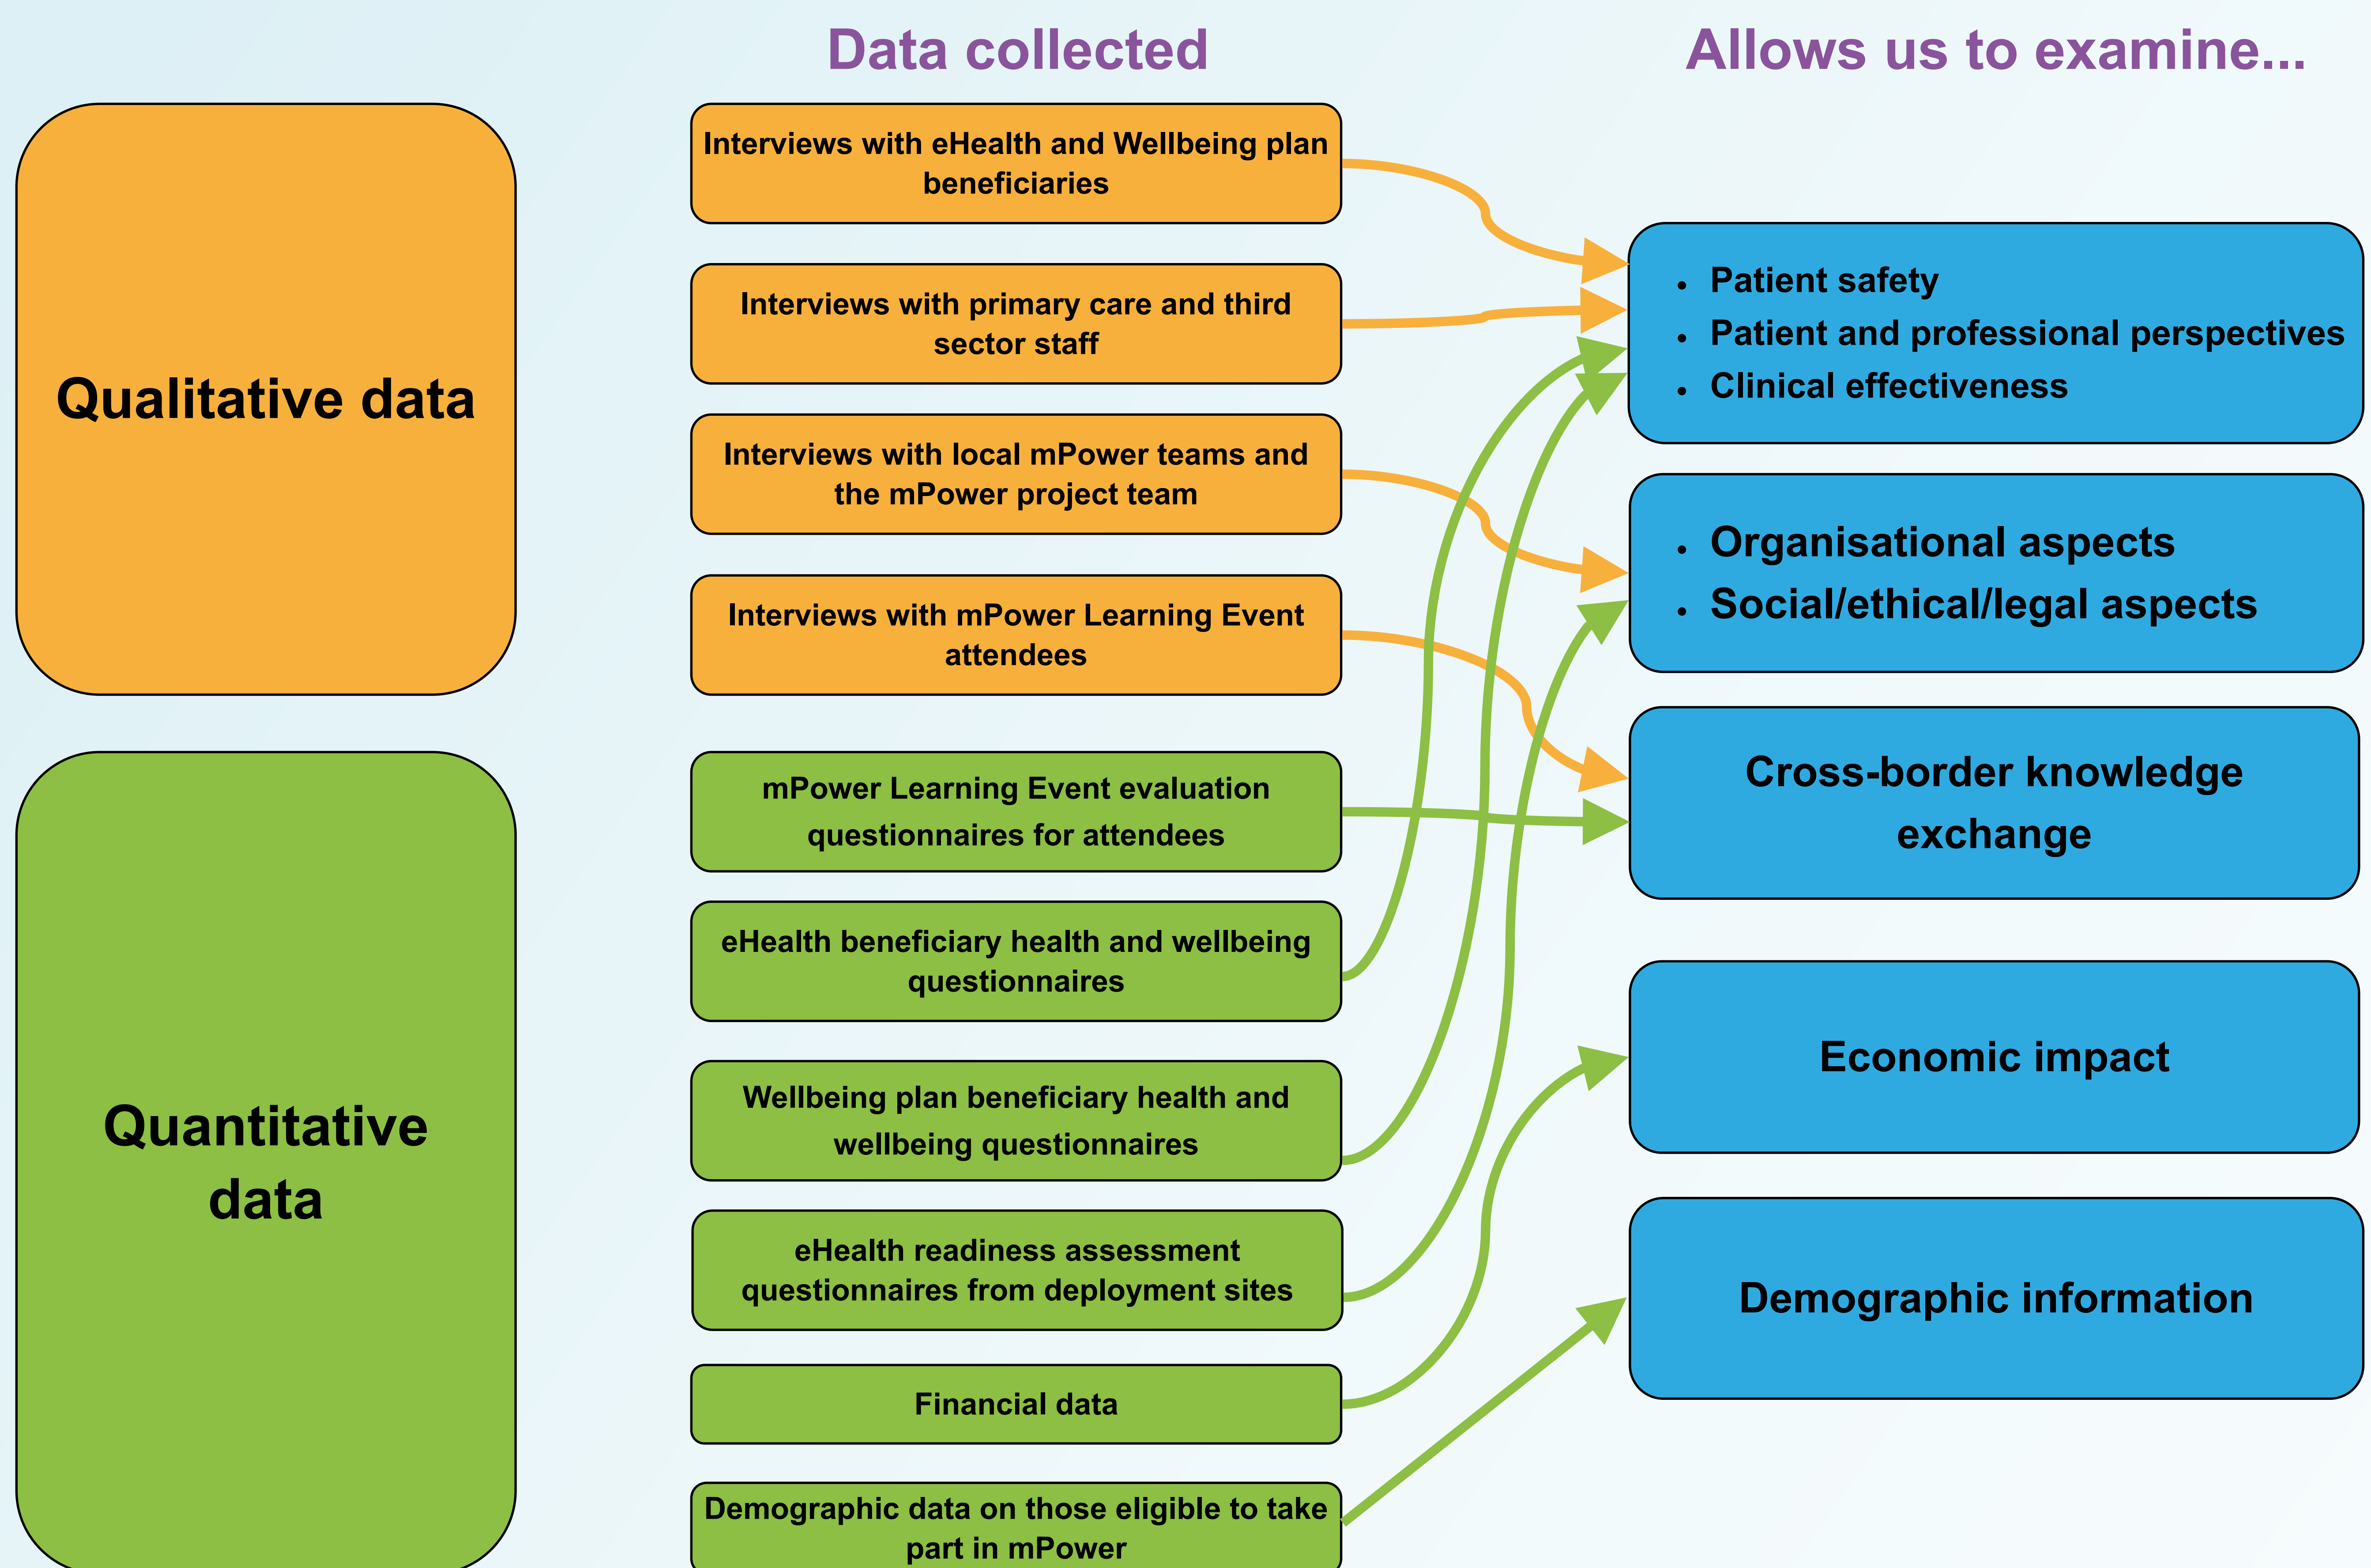 Data collected
Allows us to examine...
Qualitative data
Interviews with eHealth and Wellbeing plan
beneficiaries
Interviews with primary care and third
sector staff
Interviews with local mPower teams and
the mPower project team
Interviews with mPower Learning Event
attendees
Quantitative
data
mPower Learning Event evaluation
questionnaires for attendees
eHealth beneficiary health and wellbeing
questionnaires
Wellbeing plan beneficiary health and
wellbeing questionnaires
eHealth readiness assessment
questionnaires from deployment sites
Financial data
Demographic data on those eligible to take
part in mPower
• Patient safety
• Patient and professional perspectives
• Clinical effectiveness
• Organisational aspects
• Social/ethical/legal aspects
Cross-border knowledge
exchange
Economic impact
Demographic information